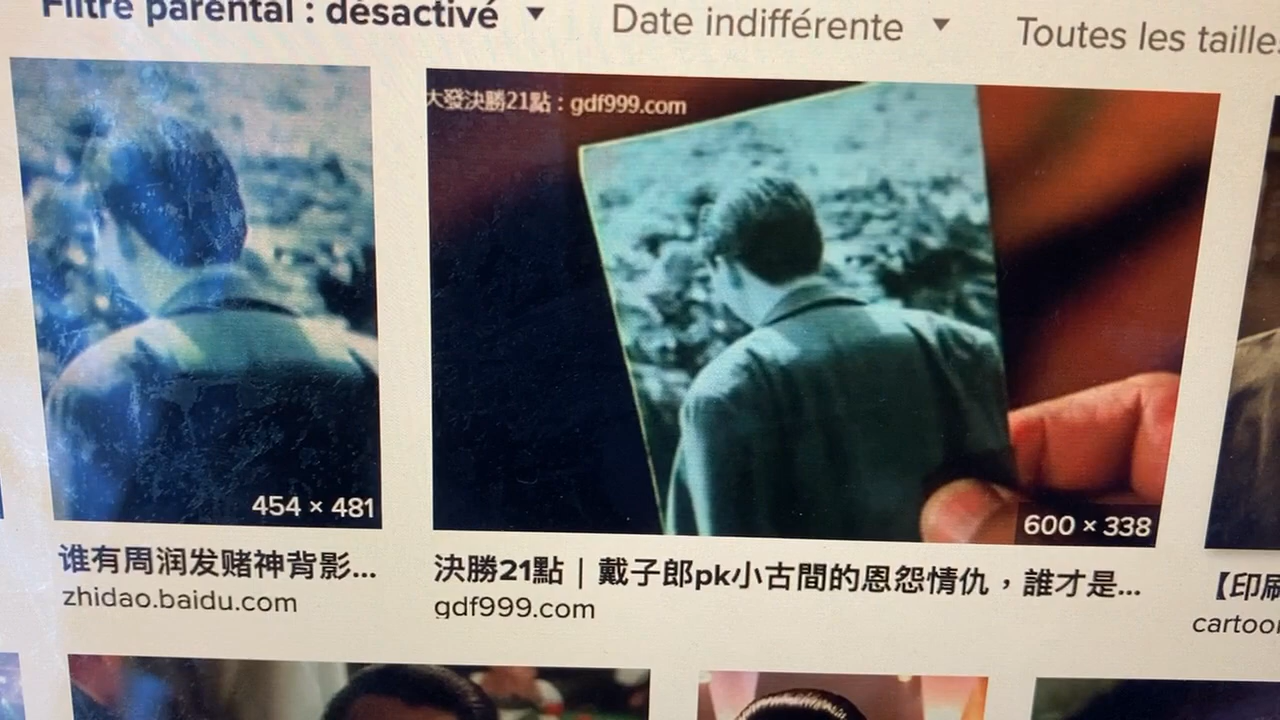 Filtre parental : désactivé ▼ Date indifférente ▼ Toutes les tailles
大發決勝21點 : gdf999.com
454 × 481
600 × 338
谁有周润发赌神背影...
zhidao.baidu.com
決勝21點｜戴子郎pk小古間的恩怨情仇，誰才是...
gdf999.com
【印刷
cartoon